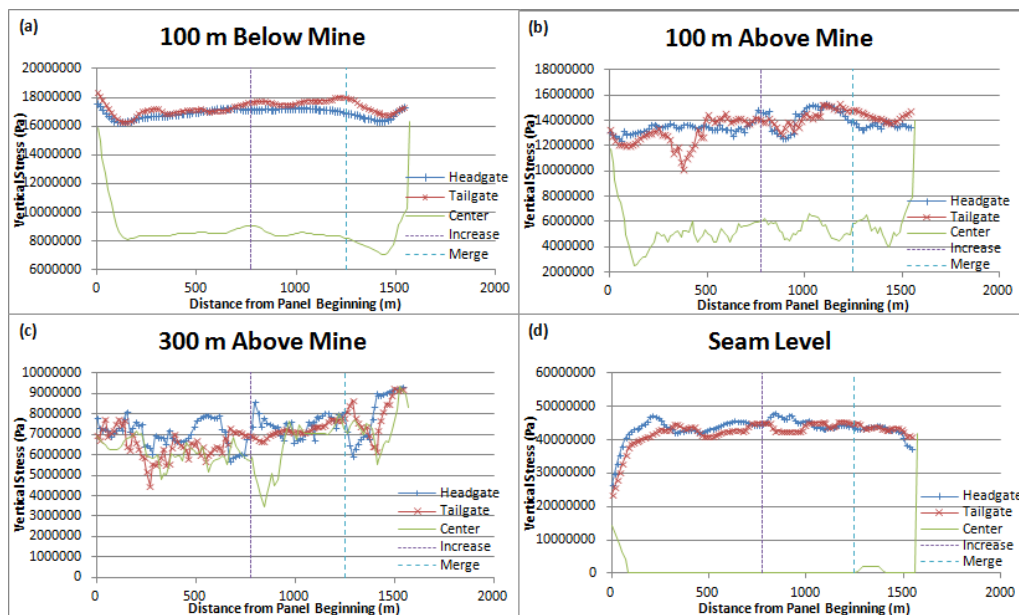 (a)
100 m Below Mine
20000000
18000000
16000000
14000000
12000000
10000000
8000000
6000000
Vertical Stress (Pa)
0
500
1000
1500
2000
Distance from Panel Beginning (m)
Headgate
Tailgate
Center
Increase
Merge
(b)
100 m Above Mine
18000000
16000000
14000000
12000000
10000000
8000000
6000000
4000000
2000000
Vertical Stress (Pa)
0
500
1000
1500
2000
Distance from Panel Beginning (m)
Headgate
Tailgate
Center
Increase
Merge
(c)
300 m Above Mine
10000000
9000000
8000000
7000000
6000000
5000000
4000000
3000000
2000000
1000000
0
Vertical Stress (Pa)
0
500
1000
1500
2000
Distance from Panel Beginning (m)
Headgate
Tailgate
Center
Increase
Merge
(d)
Seam Level
60000000
50000000
40000000
30000000
20000000
10000000
0
Vertical Stress (Pa)
0
500
1000
1500
2000
Distance from Panel Beginning (m)
Headgate
Tailgate
Center
Increase
Merge